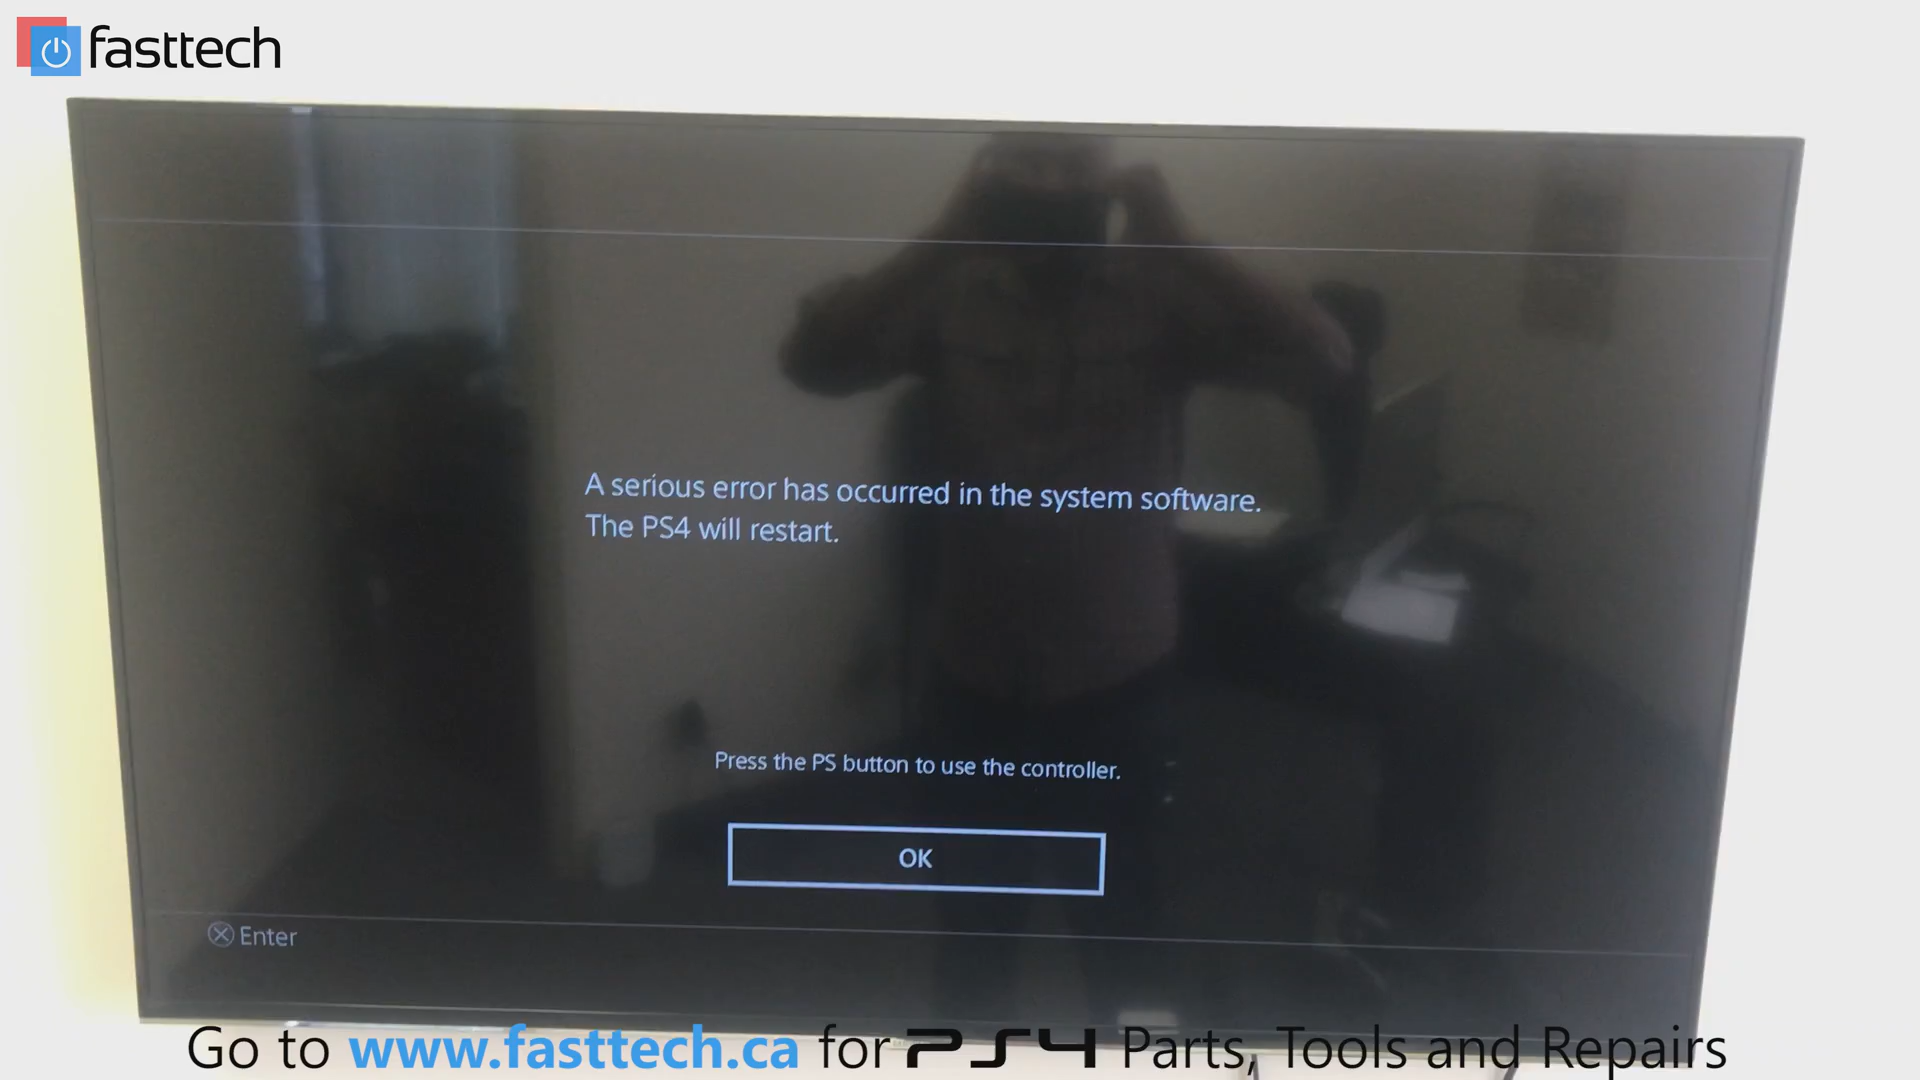 fasttech
A serious error has occurred in the system software.
The PS4 will restart.
Press the PS button to use the controller.
OK
Enter
Go to www.fasttech.ca for PS4 Parts, Tools and Repairs